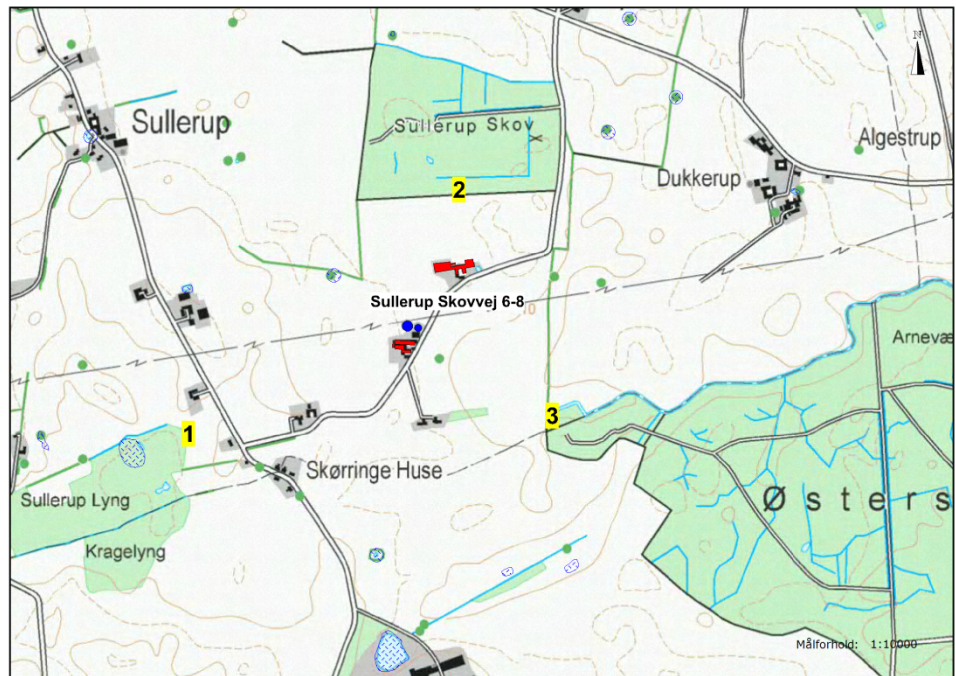 N
Sullerup
Sullerup Skov
Algestrup
Dukkerup
2
Sullerup Skovvej 6-8
10
Arnevæ
3
1
Skørringe Huse
Sullerup Lyng
Østers
Kragelyng
Målforhold: 1:10000